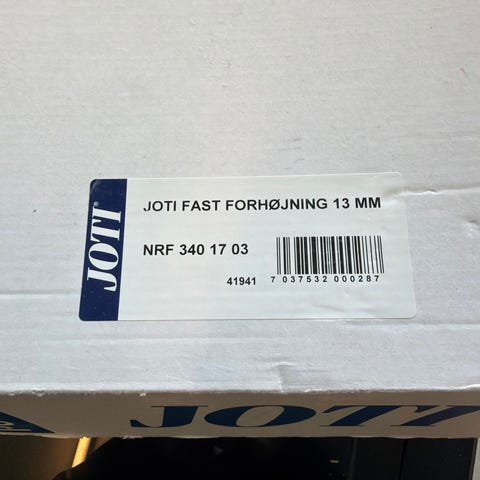 JOTI®
JOTI FAST FORHØJNING 13 MM
NRF 340 17 03
41941
7 037532 000287
JOTI